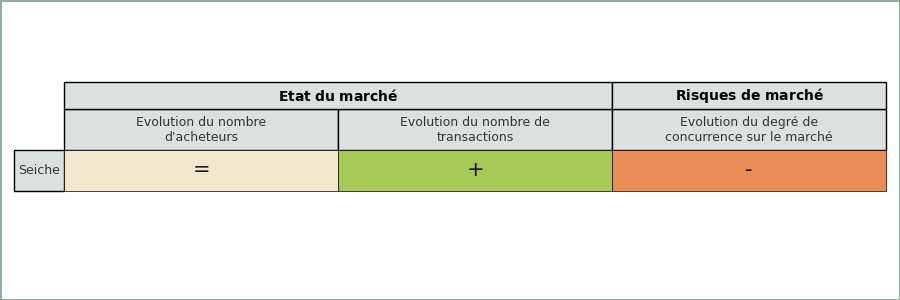 Etat du marché
Risques de marché
Evolution du nombre
d'acheteurs
Evolution du nombre de
transactions
Evolution du degré de
concurrence sur le marché
Seiche
=
+
-